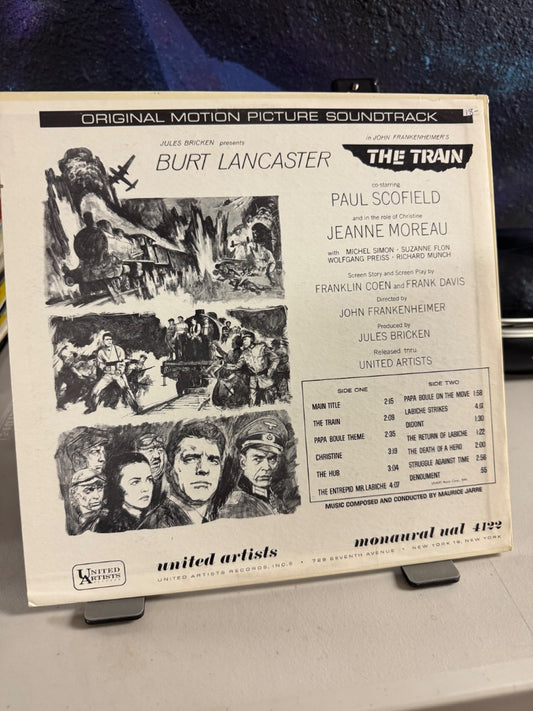 ORIGINAL MOTION PICTURE SOUNDTRACK
JULES BRICKEN presents
BURT LANCASTER
in JOHN FRANKENHEIMER'S
THE TRAIN
co-starring
PAUL SCOFIELD
and in the role of Christine
JEANNE MOREAU
with MICHEL SIMON · SUZANNE FLON
WOLFGANG PREISS · RICHARD MUNCH
Screen Story and Screen Play by
FRANKLIN COEN and FRANK DAVIS
Directed by
JOHN FRANKENHEIMER
Produced by
JULES BRICKEN
Released thru
UNITED ARTISTS
SIDE ONE
MAIN TITLE 2:15
THE TRAIN 2:09
PAPA BOULE THEME 2:35
CHRISTINE 3:19
THE HUB 3:04
THE ENTREPID MR. LABICHE 4:07
SIDE TWO
PAPA BOULE ON THE MOVE 1:58
LABICHE STRIKES
DIDONT 1:30
THE RETURN OF LABICHE 1:22
THE DEATH OF A HERO 2:00
STRUGGLE AGAINST TIME 2:56
DENOUMENT :55
MUSIC COMPOSED AND CONDUCTED BY MAURICE JARRE
UNITED ARTISTS RECORDS
united artists
monaural ual 4122
UNITED ARTISTS RECORDS, INC. • 729 SEVENTH AVENUE • NEW YORK 19, NEW YORK